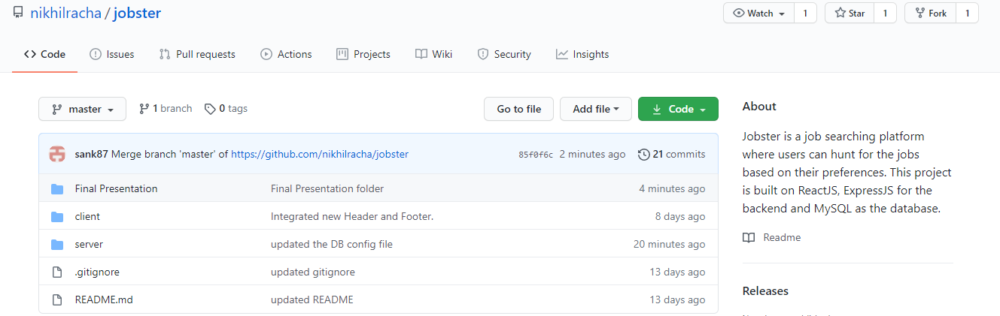 nikhilracha / jobster
Watch 1 Star 1 Fork 1
Code Issues Pull requests Actions Projects Wiki Security Insights
master 1 branch 0 tags Go to file Add file Code
sank87 Merge branch 'master' of https://github.com/nikhilracha/jobster 85f0f6c 2 minutes ago 21 commits
Final Presentation Final Presentation folder 4 minutes ago
client Integrated new Header and Footer. 8 days ago
server updated the DB config file 20 minutes ago
.gitignore updated gitignore 13 days ago
README.md updated README 13 days ago
About
Jobster is a job searching platform
where users can hunt for the jobs
based on their preferences. This project
is built on ReactJS, ExpressJS for the
backend and MySQL as the database.
Readme
Releases